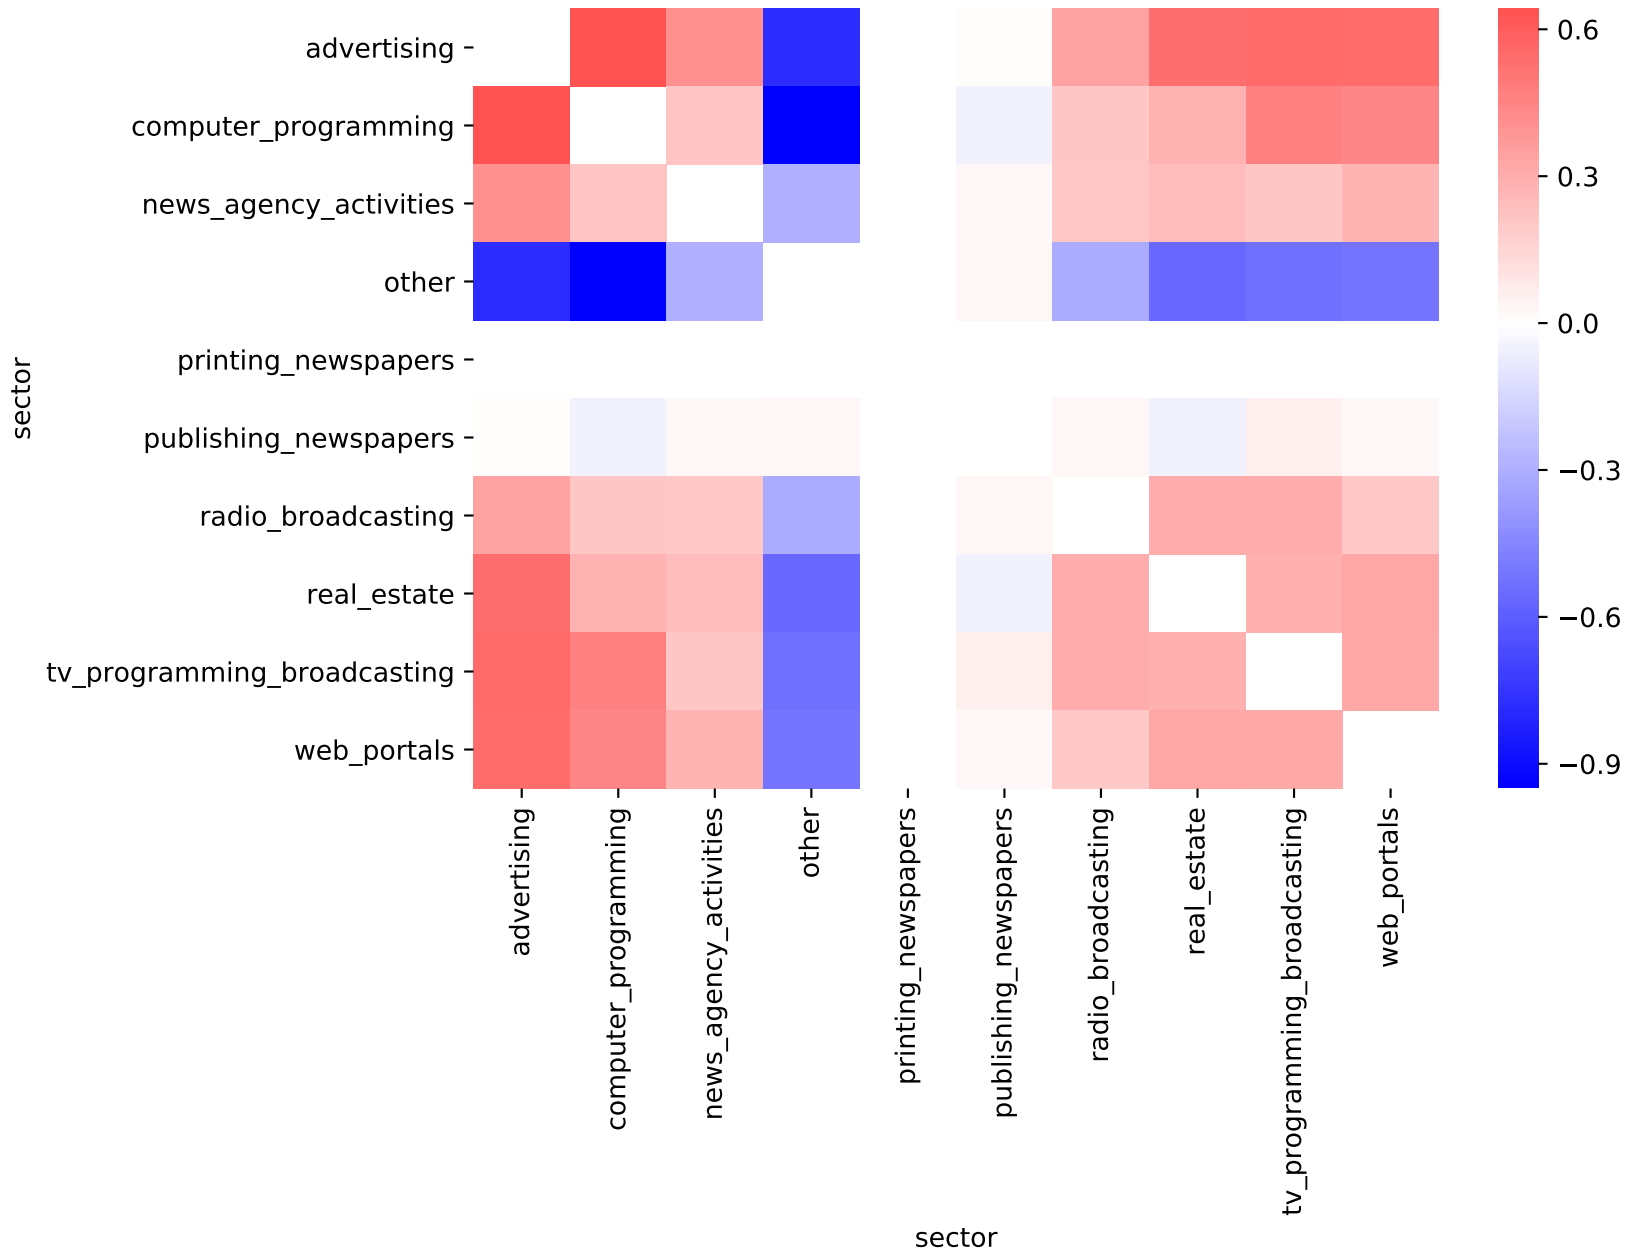 advertising
computer_programming
news_agency_activities
other
printing_newspapers
publishing_newspapers
radio_broadcasting
real_estate
tv_programming_broadcasting
web_portals
sector
advertising
computer_programming
news_agency_activities
other
printing_newspapers
publishing_newspapers
radio_broadcasting
real_estate
tv_programming_broadcasting
web_portals
sector
0.6
0.3
0.0
−0.3
−0.6
−0.9